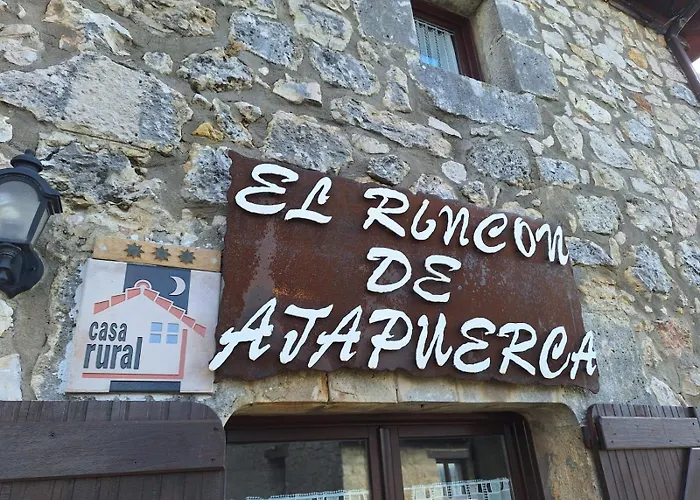 EL RINCON
DE
ATAPUERCA
casa
rural